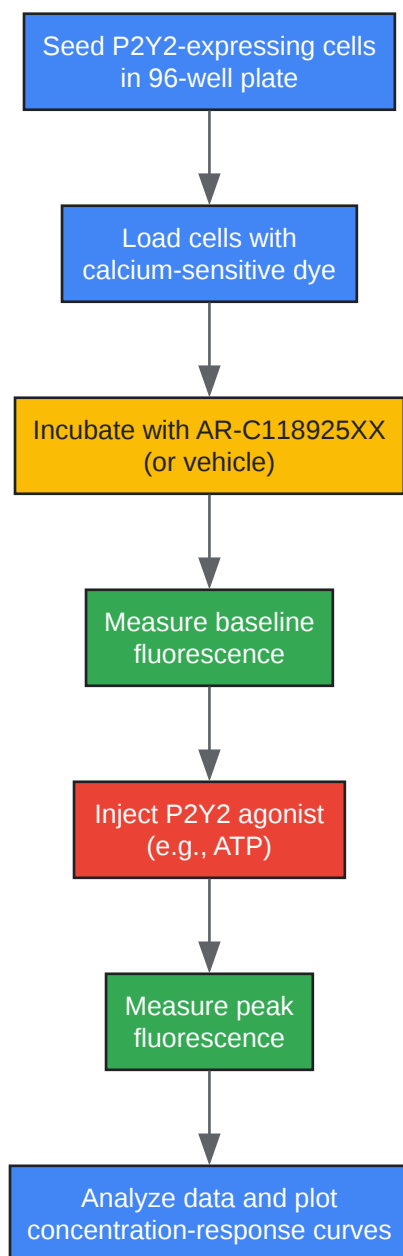 Seed P2Y2-expressing cells
in 96-well plate
Load cells with
calcium-sensitive dye
Incubate with AR-C118925XX
(or vehicle)
Measure baseline
fluorescence
Inject P2Y2 agonist
(e.g., ATP)
Measure peak
fluorescence
Analyze data and plot
concentration-response curves